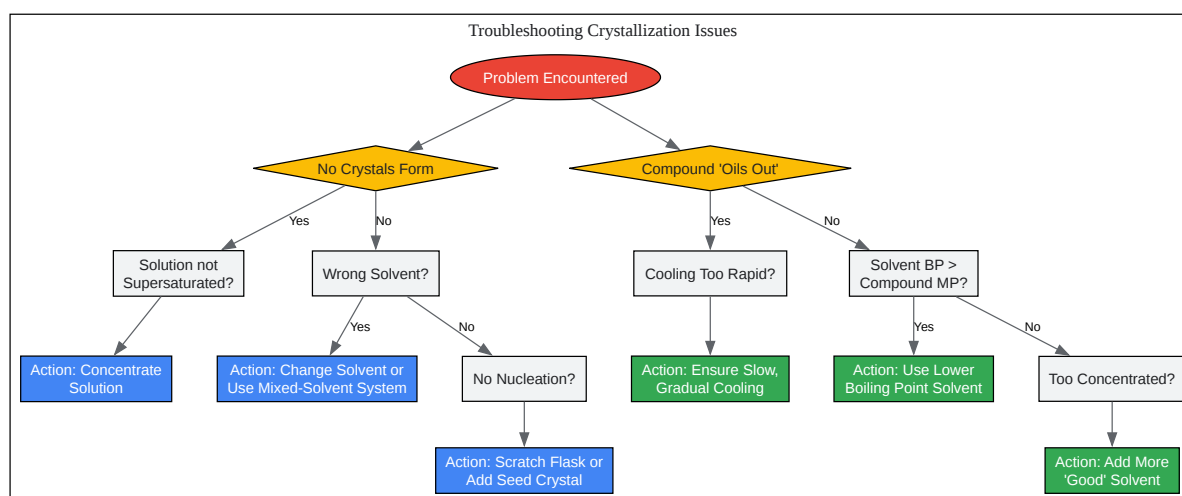 Troubleshooting Crystallization Issues
Problem Encountered
No Crystals Form
Compound 'Oils Out'
Yes
No
Yes
No
Solution not
Supersaturated?
Wrong Solvent?
Cooling Too Rapid?
Solvent BP >
Compound MP?
Yes
No
Yes
No
Action: Concentrate
Solution
Action: Change Solvent or
Use Mixed-Solvent System
No Nucleation?
Action: Ensure Slow,
Gradual Cooling
Action: Use Lower
Boiling Point Solvent
Too Concentrated?
Action: Scratch Flask or
Add Seed Crystal
Action: Add More
'Good' Solvent